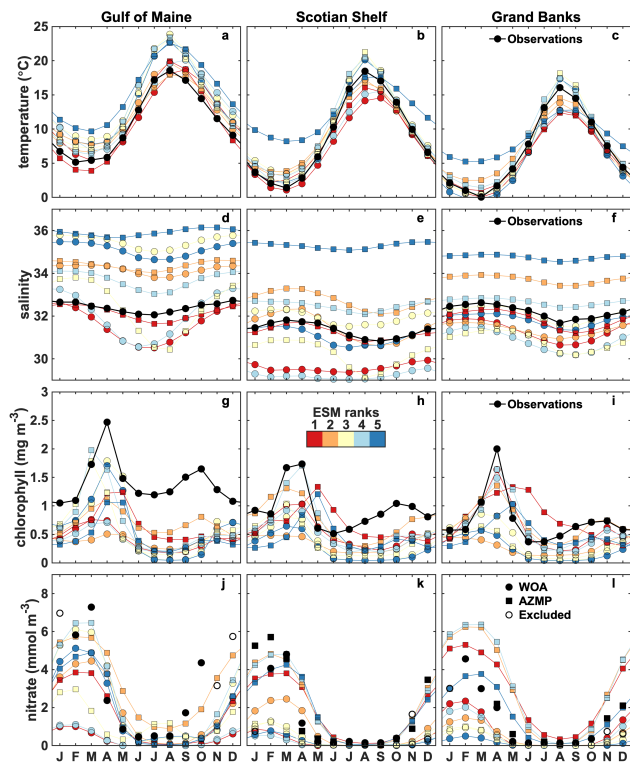 Gulf of Maine Scotian Shelf Grand Banks
temperature (°C)
25
20
15
10
5
0
a
b
c
Observations
salinity
36
34
32
30
d
e
f
Observations
chlorophyll (mg m-3)
3
2.5
2
1.5
1
0.5
0
g
h
i
Observations
ESM ranks
1 2 3 4 5
nitrate (mmol m-3)
8
6
4
2
0
j
k
l
WOA
AZMP
Excluded
J F M A M J J A S O N D J F M A M J J A S O N D J F M A M J J A S O N D